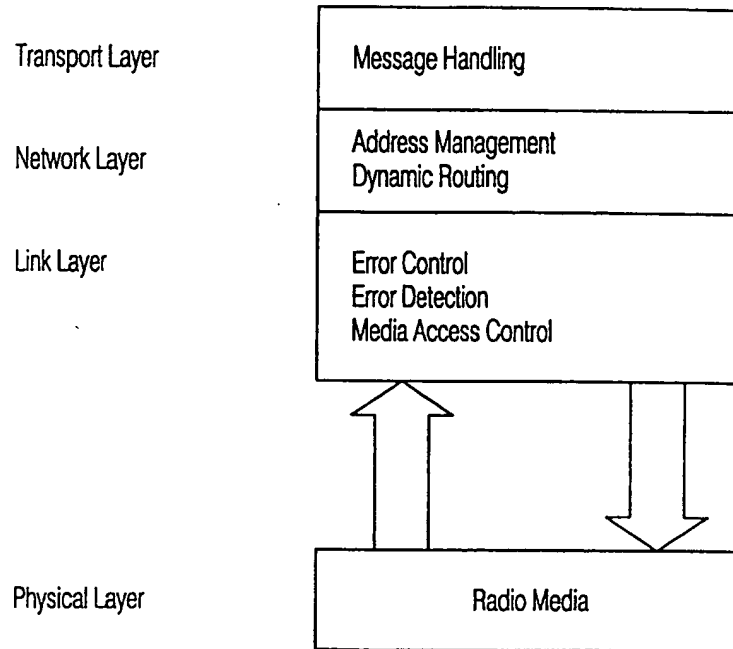 Transport Layer
Message Handling
Network Layer
Address Management
Dynamic Routing
Link Layer
Error Control
Error Detection
Media Access Control
Physical Layer
Radio Media